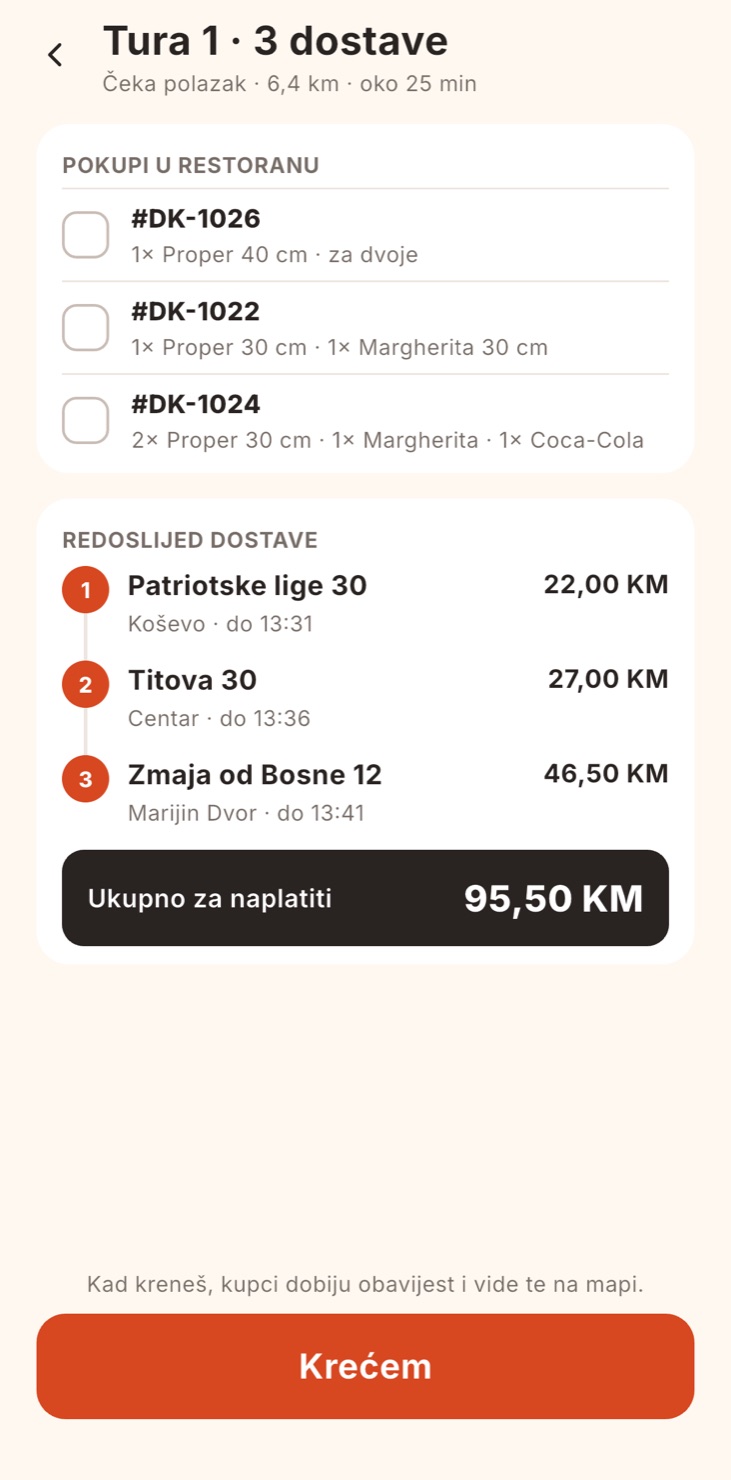 Tura 1 · 3 dostave
Čeka polazak · 6,4 km · oko 25 min
POKUPI U RESTORANU
#DK-1026
1× Proper 40 cm · za dvoje
#DK-1022
1× Proper 30 cm · 1× Margherita 30 cm
#DK-1024
2× Proper 30 cm · 1× Margherita · 1× Coca-Cola
REDOSLIJED DOSTAVE
1 Patriotske lige 30 22,00 KM
Koševo · do 13:31
2 Titova 30 27,00 KM
Centar · do 13:36
3 Zmaja od Bosne 12 46,50 KM
Marijin Dvor · do 13:41
Ukupno za naplatiti 95,50 KM
Kad kreneš, kupci dobiju obavijest i vide te na mapi.
Krećem